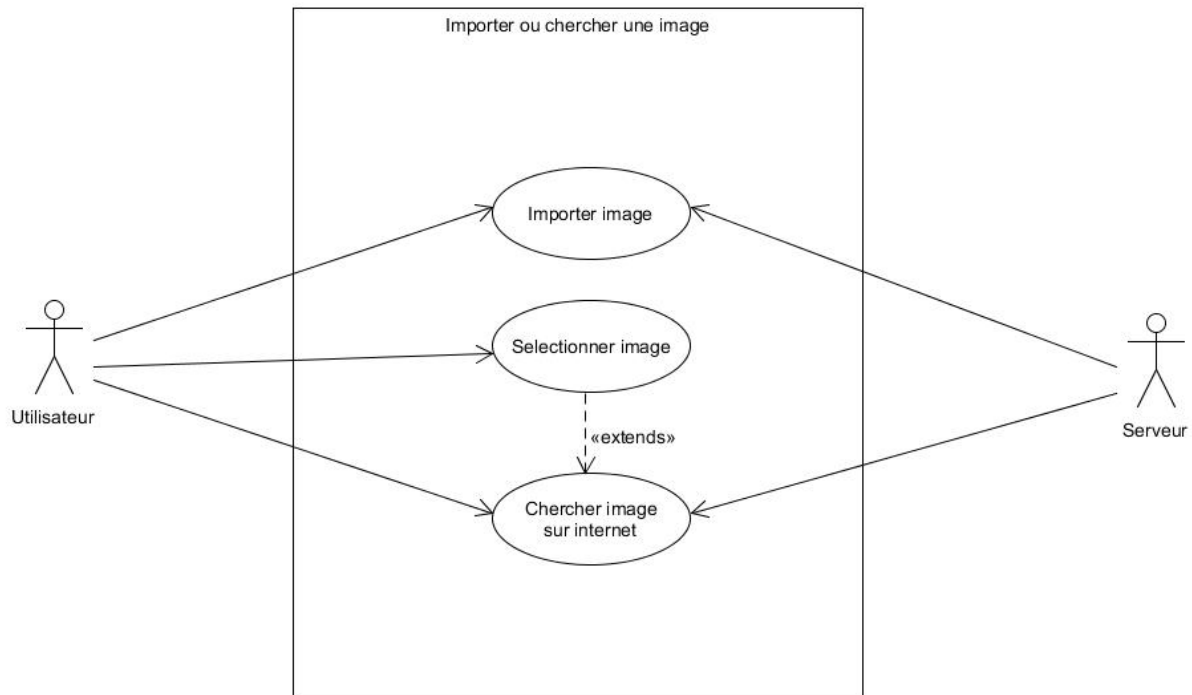 Importer ou chercher une image
Importer image
Selectionner image
Utilisateur
Serveur
«extends»
Chercher image
sur internet